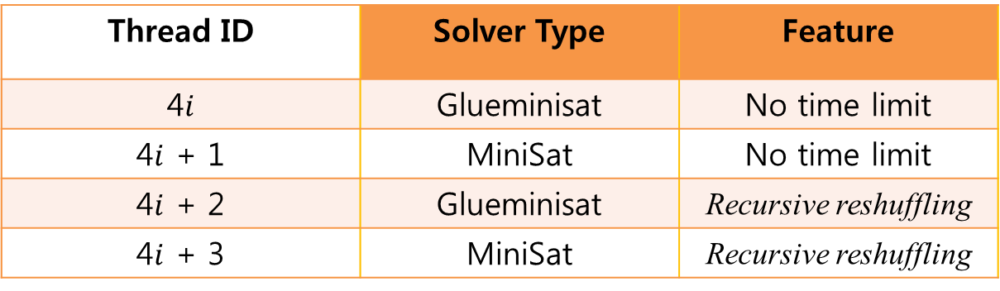 Thread ID Solver Type Feature
4i Glueminisat No time limit
4i + 1 MiniSat No time limit
4i + 2 Glueminisat Recursive reshuffling
4i + 3 MiniSat Recursive reshuffling